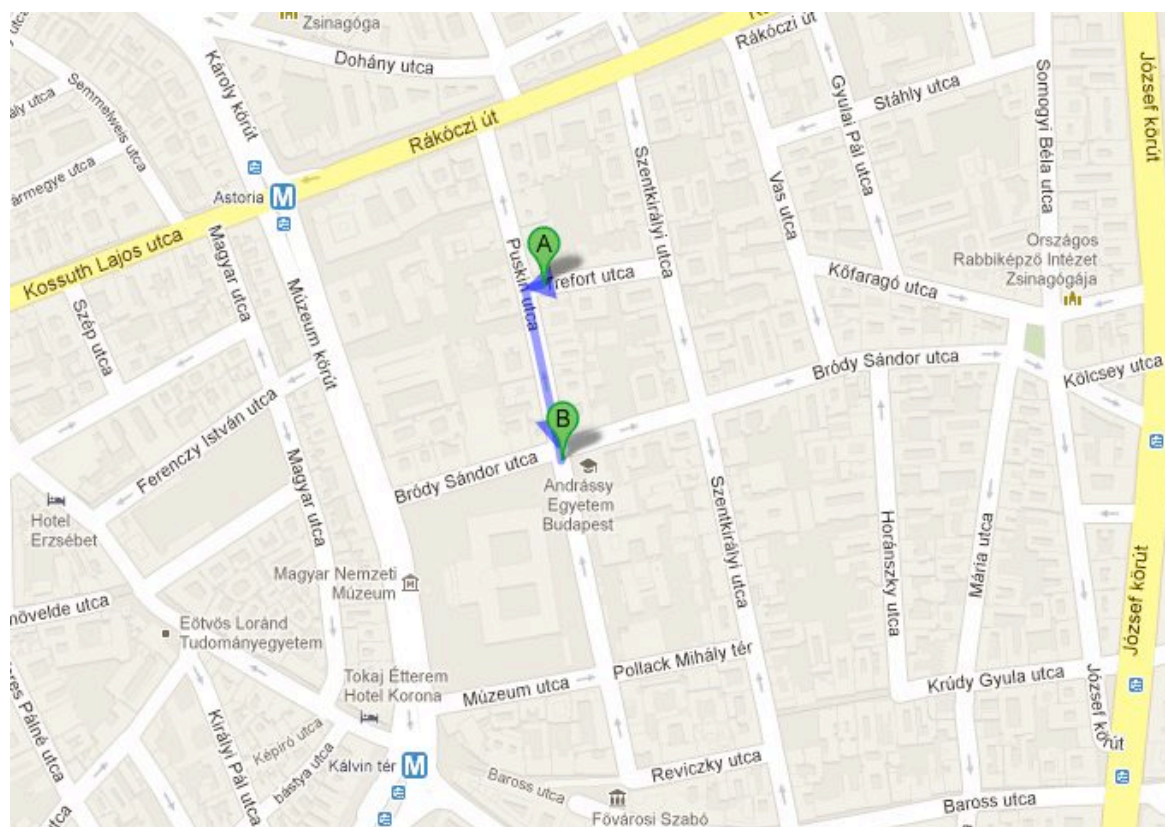 Zsinagóga
Dohány utca
Károly körút
Semmelweis utca
Rákóczi út
Rákóczi út
Gyulai Pál utca
Stáhly utca
Somogyi Béla utca
József körút
Astoria
M
Kossuth Lajos utca
Magyar utca
Szép utca
Múzeum körút
Puskin utca
A
Trefort utca
Szentkirályi utca
Vas utca
Országos
Rabbiképző Intézet
Zsinagógája
Kőfaragó utca
Bródy Sándor utca
Kölcsey utca
Ferenczy István utca
Magyar utca
Bródy Sándor utca
B
Andrássy
Egyetem
Budapest
Szentkirályi utca
Horánszky utca
Mária utca
József körút
Hotel
Erzsébet
Magyar Nemzeti
Múzeum
Eötvös Loránd
Tudományegyetem
Tokaj Étterem
Hotel Korona
Múzeum utca
Pollack Mihály tér
Krúdy Gyula utca
József körút
Királyi Pál utca
Képíró utca
bástya utca
Kálvin tér
M
Baross utca
Reviczky utca
Fővárosi Szabó
Baross utca